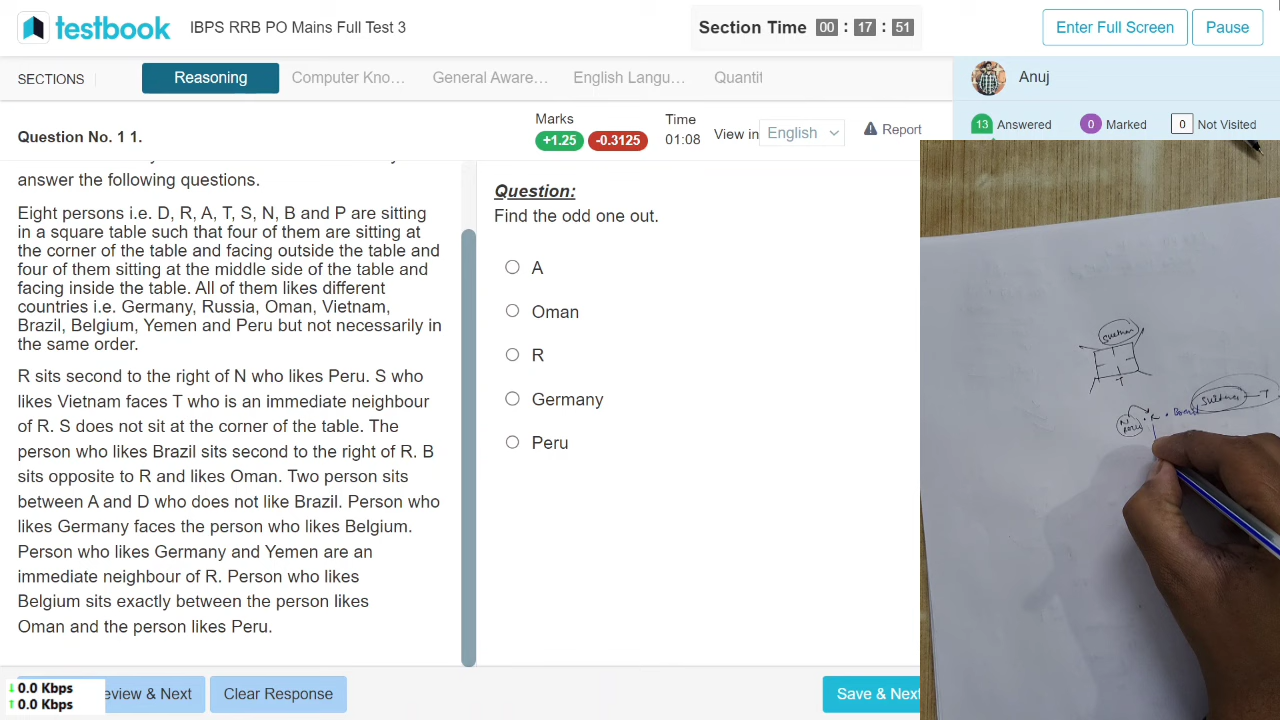 testbook
IBPS RRB PO Mains Full Test 3
Section Time 00 : 17 : 51
Enter Full Screen
Pause
SECTIONS
Reasoning
Computer Kno...
General Aware...
English Langu...
Quantit
Anuj
13 Answered
0 Marked
0 Not Visited
Question No. 1 1.
Marks
+1.25 -0.3125
Time
01:08
View in English
Report
answer the following questions.
Eight persons i.e. D, R, A, T, S, N, B and P are sitting
in a square table such that four of them are sitting at
the corner of the table and facing outside the table and
four of them sitting at the middle side of the table and
facing inside the table. All of them likes different
countries i.e. Germany, Russia, Oman, Vietnam,
Brazil, Belgium, Yemen and Peru but not necessarily in
the same order.
R sits second to the right of N who likes Peru. S who
likes Vietnam faces T who is an immediate neighbour
of R. S does not sit at the corner of the table. The
person who likes Brazil sits second to the right of R. B
sits opposite to R and likes Oman. Two person sits
between A and D who does not like Brazil. Person who
likes Germany faces the person who likes Belgium.
Person who likes Germany and Yemen are an
immediate neighbour of R. Person who likes
Belgium sits exactly between the person likes
Oman and the person likes Peru.
Question:
Find the odd one out.
A
Oman
R
Germany
Peru
0.0 Kbps
0.0 Kbps
eview & Next
Clear Response
Save & Nex
T
T
N
R